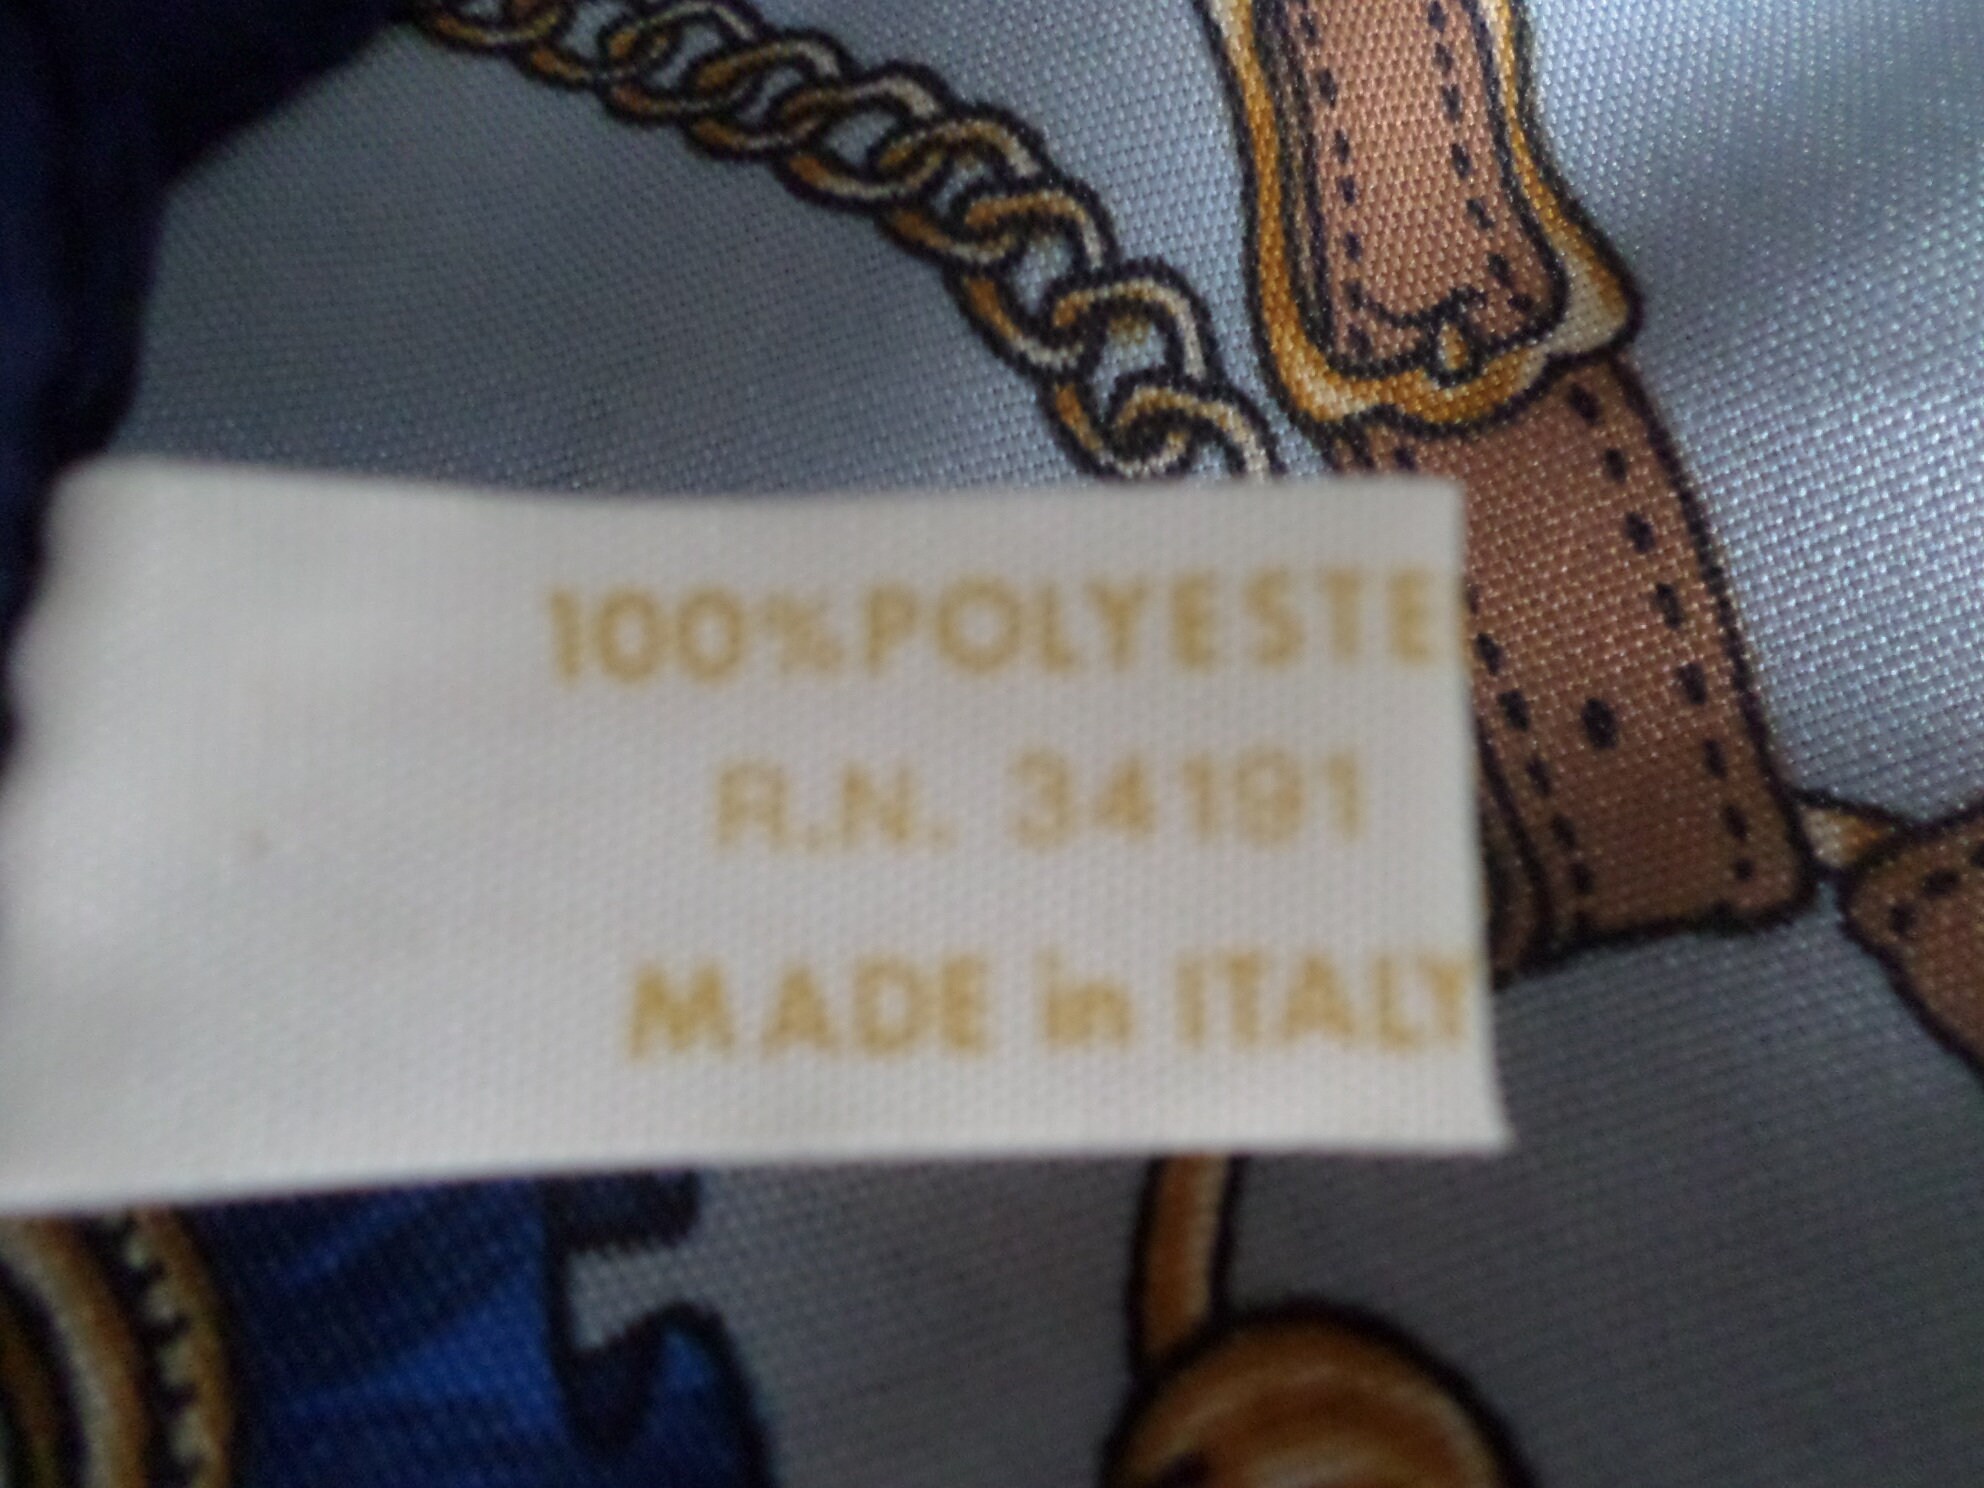 100% POLYESTE
R.N. 34191
MADE in ITALY